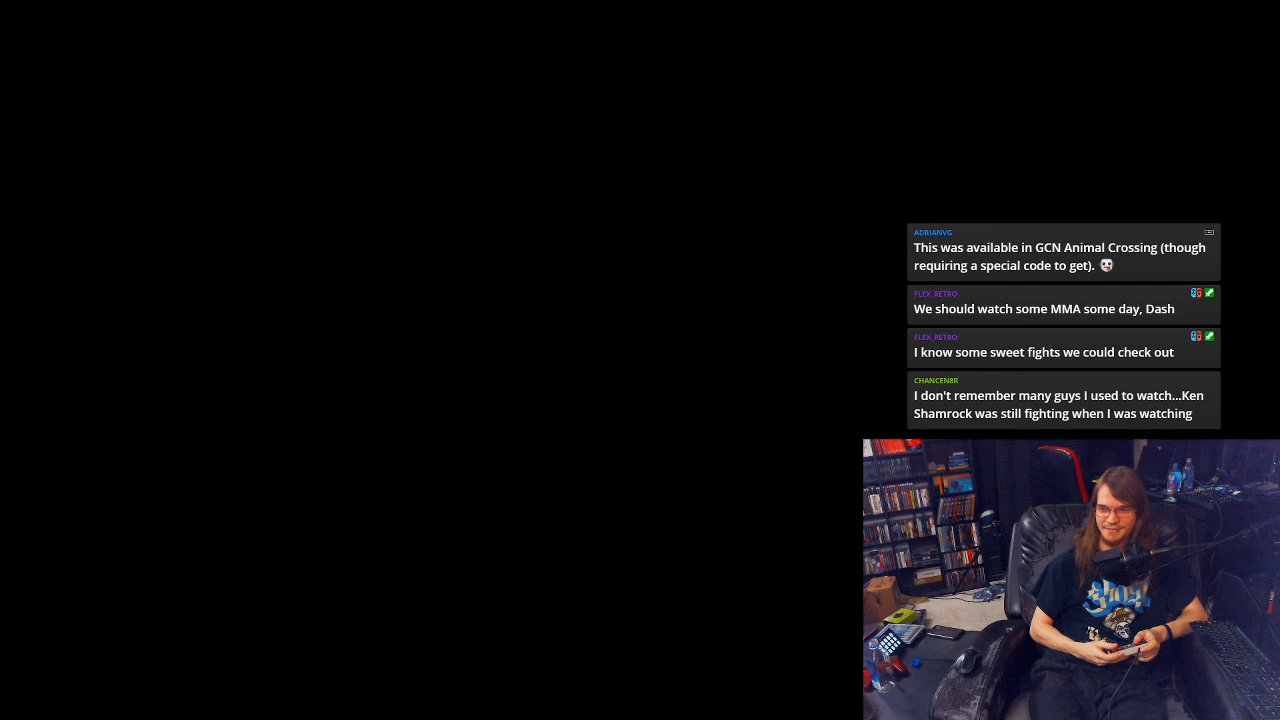 ADRIANVG
This was available in GCN Animal Crossing (though
requiring a special code to get).
FLEX_RETRO
We should watch some MMA some day, Dash
FLEX_RETRO
I know some sweet fights we could check out
CHANCEN8R
I don't remember many guys I used to watch...Ken
Shamrock was still fighting when I was watching
Ghost